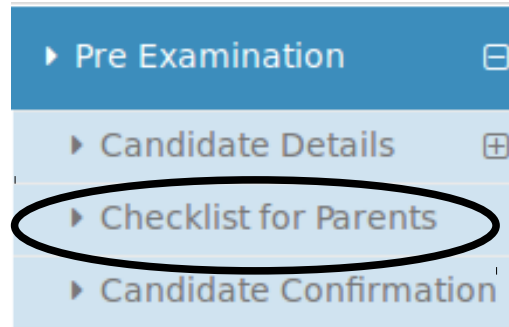 Pre Examination
Candidate Details
Checklist for Parents
Candidate Confirmation